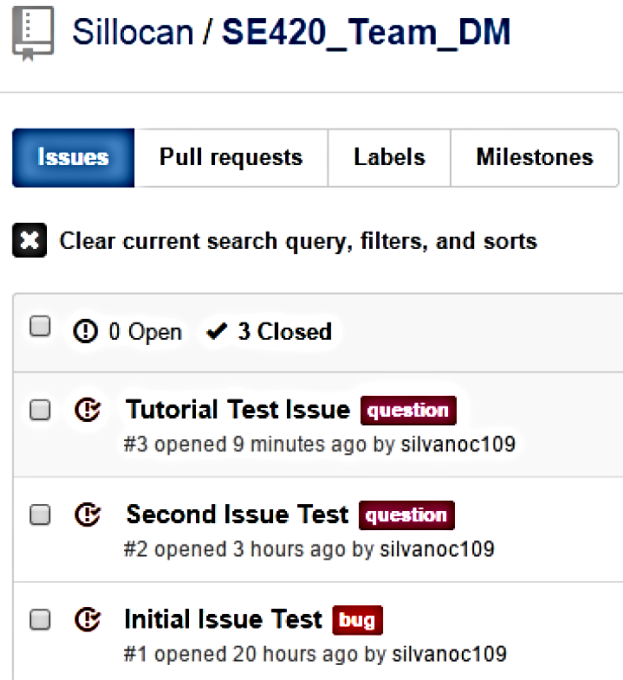 Sillocan / SE420_Team_DM
Issues Pull requests Labels Milestones
Clear current search query, filters, and sorts
0 Open 3 Closed
Tutorial Test Issue question
#3 opened 9 minutes ago by silvanoc109
Second Issue Test question
#2 opened 3 hours ago by silvanoc109
Initial Issue Test bug
#1 opened 20 hours ago by silvanoc109